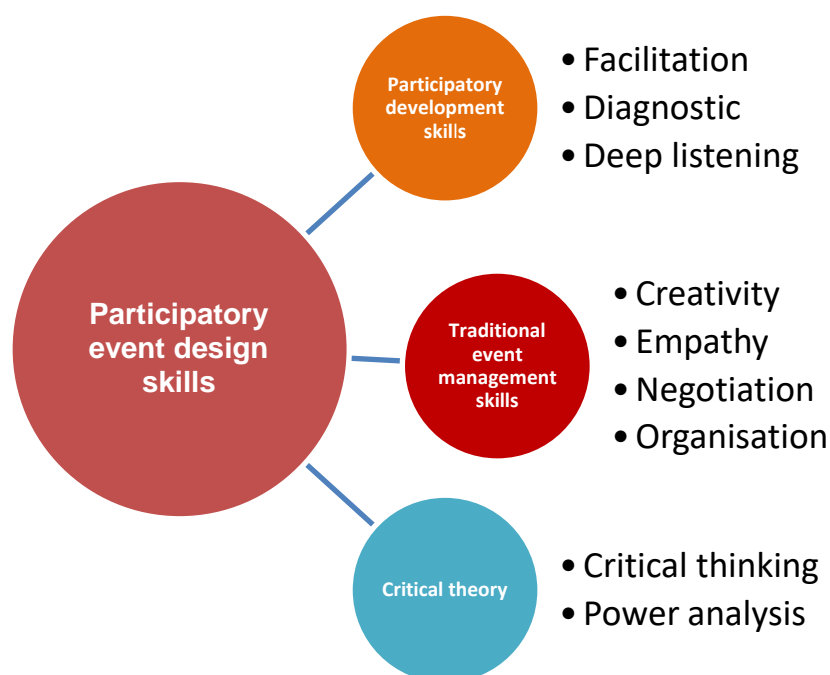 Participatory
event design
skills
Participatory
development
skills
• Facilitation
• Diagnostic
• Deep listening
Traditional
event
management
skills
• Creativity
• Empathy
• Negotiation
• Organisation
Critical theory
• Critical thinking
• Power analysis